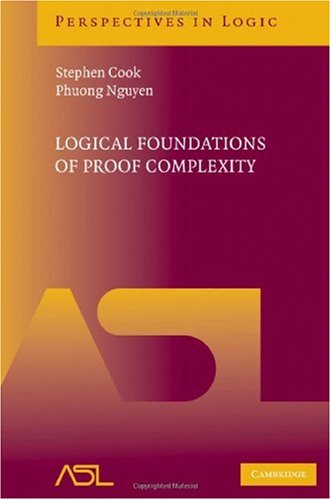 PERSPECTIVES IN LOGIC
Stephen Cook
Phuong Nguyen
LOGICAL FOUNDATIONS
OF PROOF COMPLEXITY
ASL
ASL
CAMBRIDGE